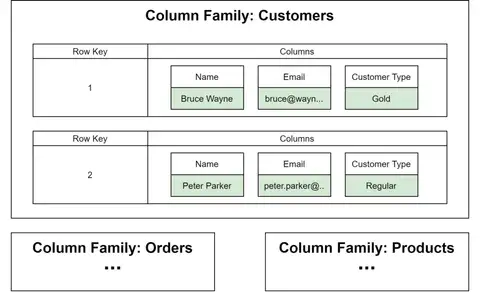 Column Family: Customers
Row Key Columns
Name Email Customer Type
1
Bruce Wayne bruce@wayn... Gold
Row Key Columns
Name Email Customer Type
2
Peter Parker peter.parker@.. Regular
Column Family: Orders Column Family: Products
... ...